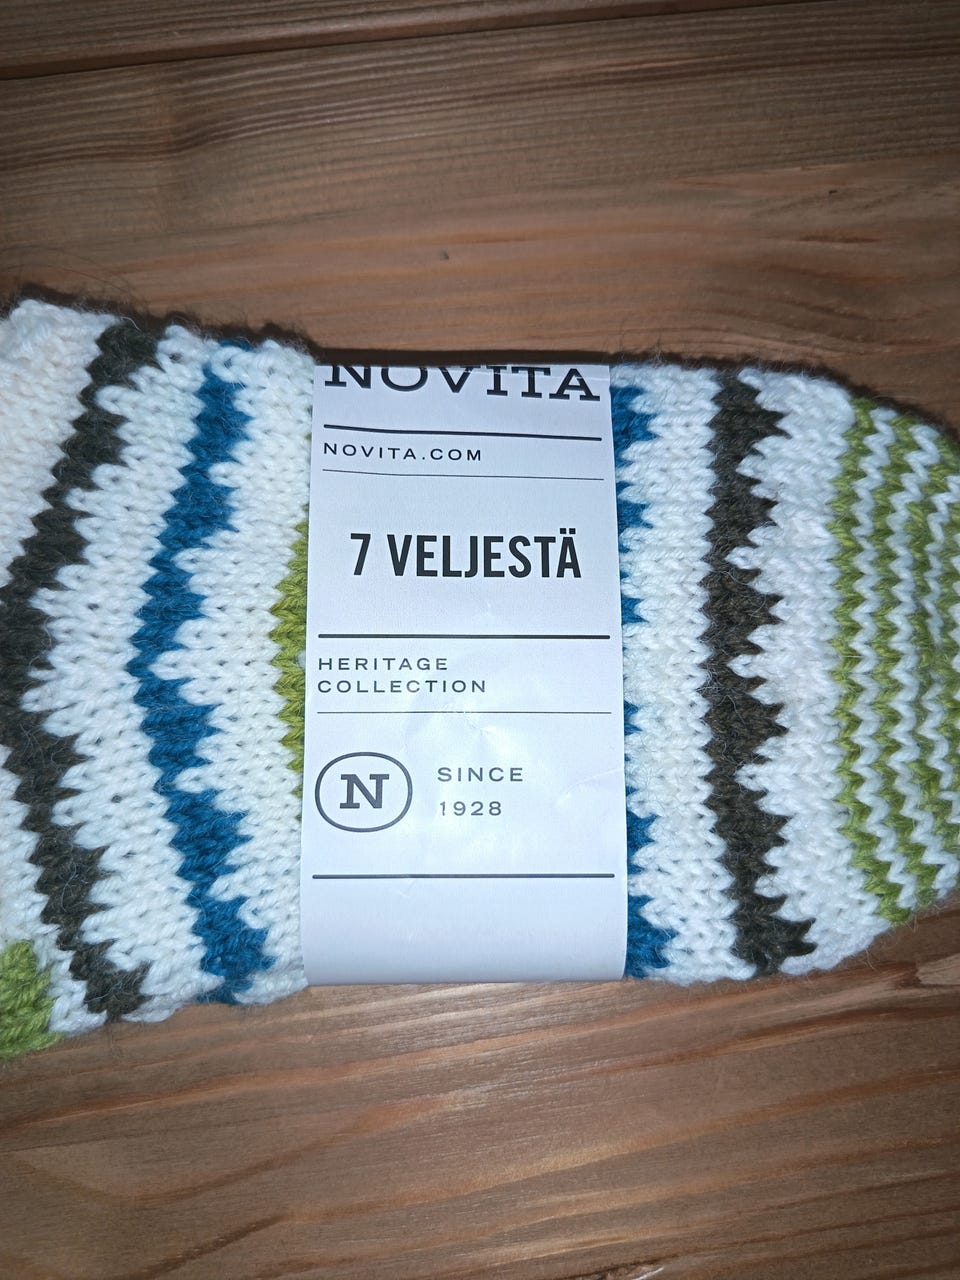 NOVITA
NOVITA.COM
7 VELJESTÄ
HERITAGE
COLLECTION
N
SINCE
1928